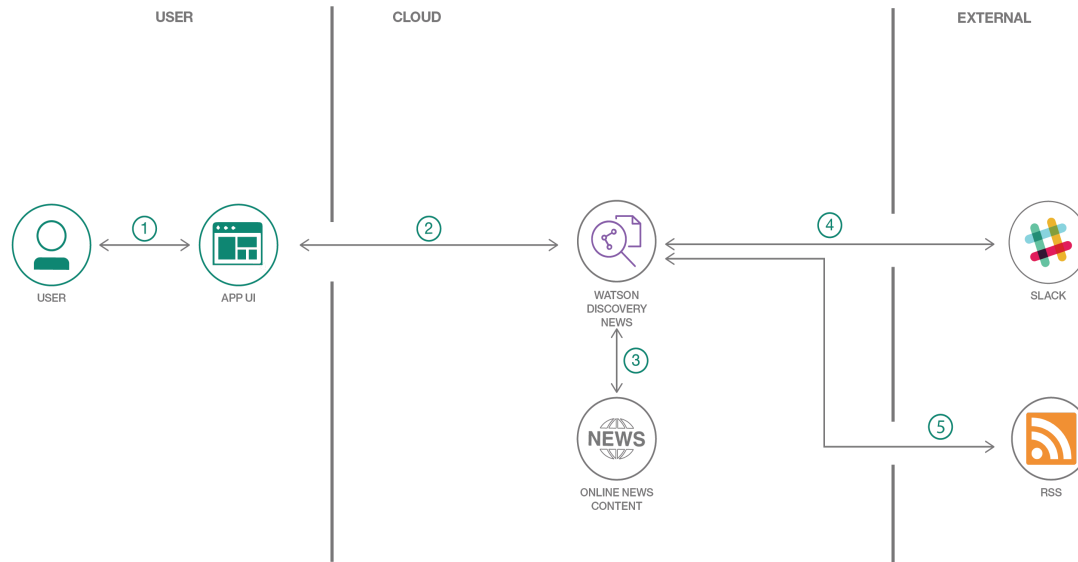 USER
CLOUD
EXTERNAL
1
2
4
USER
APP UI
WATSON
DISCOVERY
NEWS
SLACK
3
NEWS
5
ONLINE NEWS
CONTENT
RSS